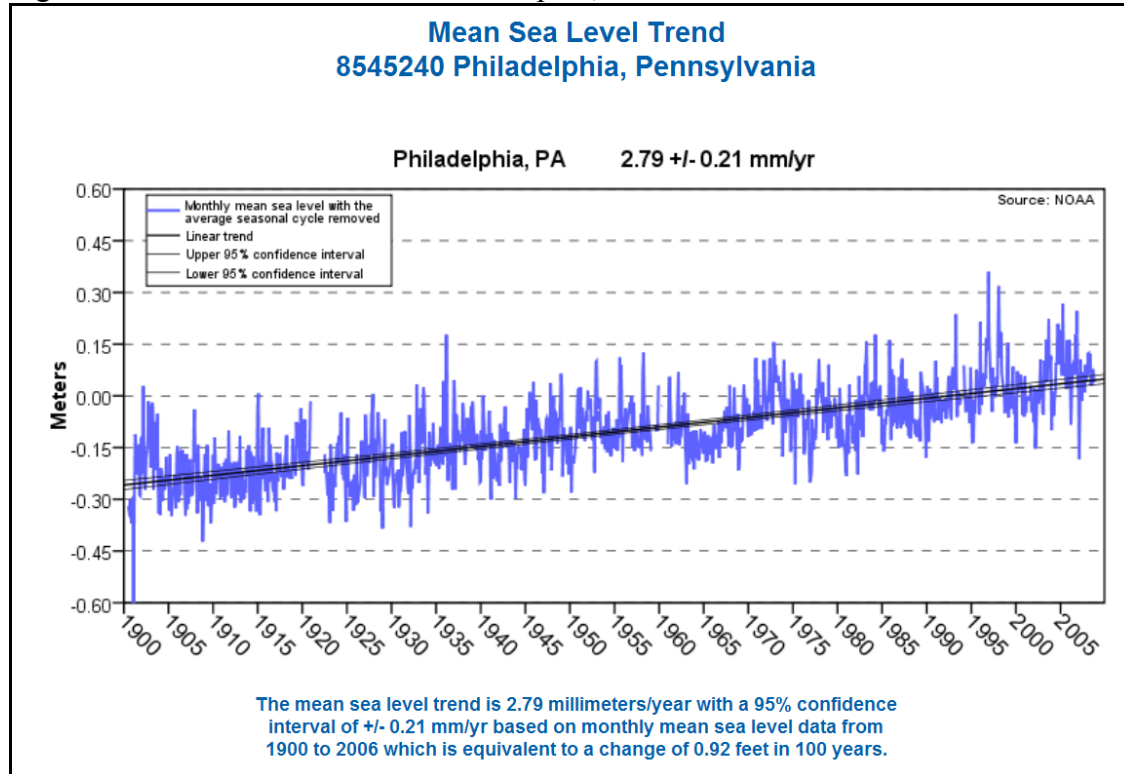 Mean Sea Level Trend
8545240 Philadelphia, Pennsylvania
Philadelphia, PA 2.79 +/- 0.21 mm/yr
Source: NOAA
Monthly mean sea level with the
average seasonal cycle removed
Linear trend
Upper 95% confidence interval
Lower 95% confidence interval
Meters
0.60
0.45
0.30
0.15
0.00
-0.15
-0.30
-0.45
-0.60
1900
1905
1910
1915
1920
1925
1930
1935
1940
1945
1950
1955
1960
1965
1970
1975
1980
1985
1990
1995
2000
2005
The mean sea level trend is 2.79 millimeters/year with a 95% confidence
interval of +/- 0.21 mm/yr based on monthly mean sea level data from
1900 to 2006 which is equivalent to a change of 0.92 feet in 100 years.